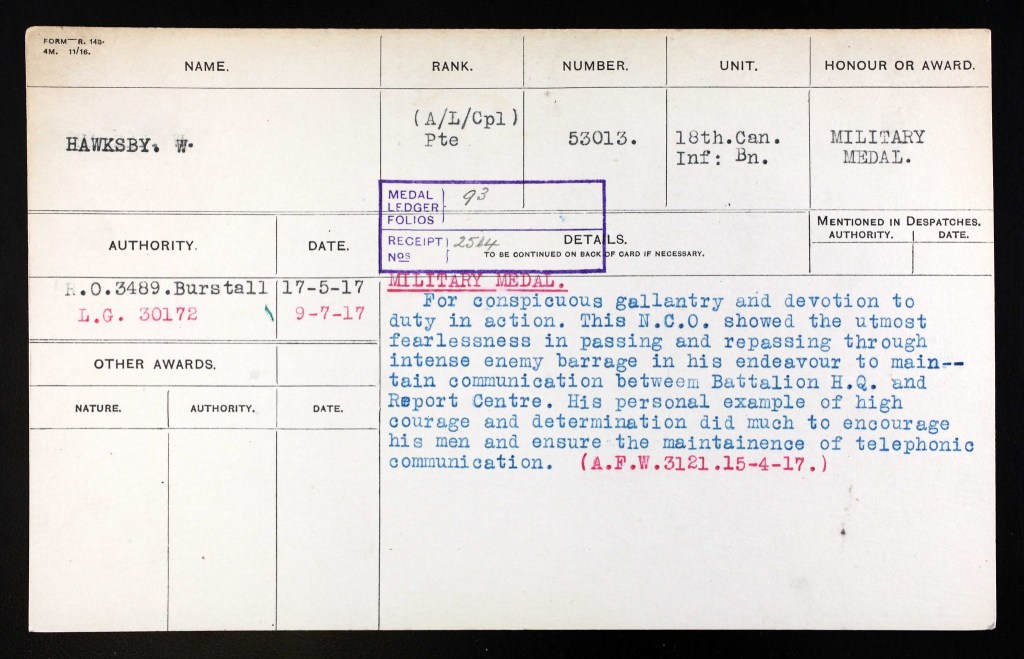 FORM—R. 149.
4M. 11/16.
NAME.
RANK.
NUMBER.
UNIT.
HONOUR OR AWARD.
HAWKSBY. W.
(A/L/Cpl)
Pte
53013.
18th.Can.
Inf: Bn.
MILITARY
MEDAL.
MEDAL
LEDGER
FOLIOS
93
RECEIPT
Nos
2514
AUTHORITY.
DATE.
DETAILS.
TO BE CONTINUED ON BACK OF CARD IF NECESSARY.
MENTIONED IN DESPATCHES.
AUTHORITY.
DATE.
R.O.3489.Burstall
17-5-17
L.G. 30172
9-7-17
MILITARY MEDAL.
For conspicuous gallantry and devotion to
duty in action. This N.C.O. showed the utmost
fearlessness in passing and repassing through
intense enemy barrage in his endeavour to main--
tain communication betweem Battalion H.Q. and
Report Centre. His personal example of high
courage and determination did much to encourage
his men and ensure the maintainence of telephonic
communication. (A.F.W.3121.15-4-17.)
OTHER AWARDS.
NATURE.
AUTHORITY.
DATE.